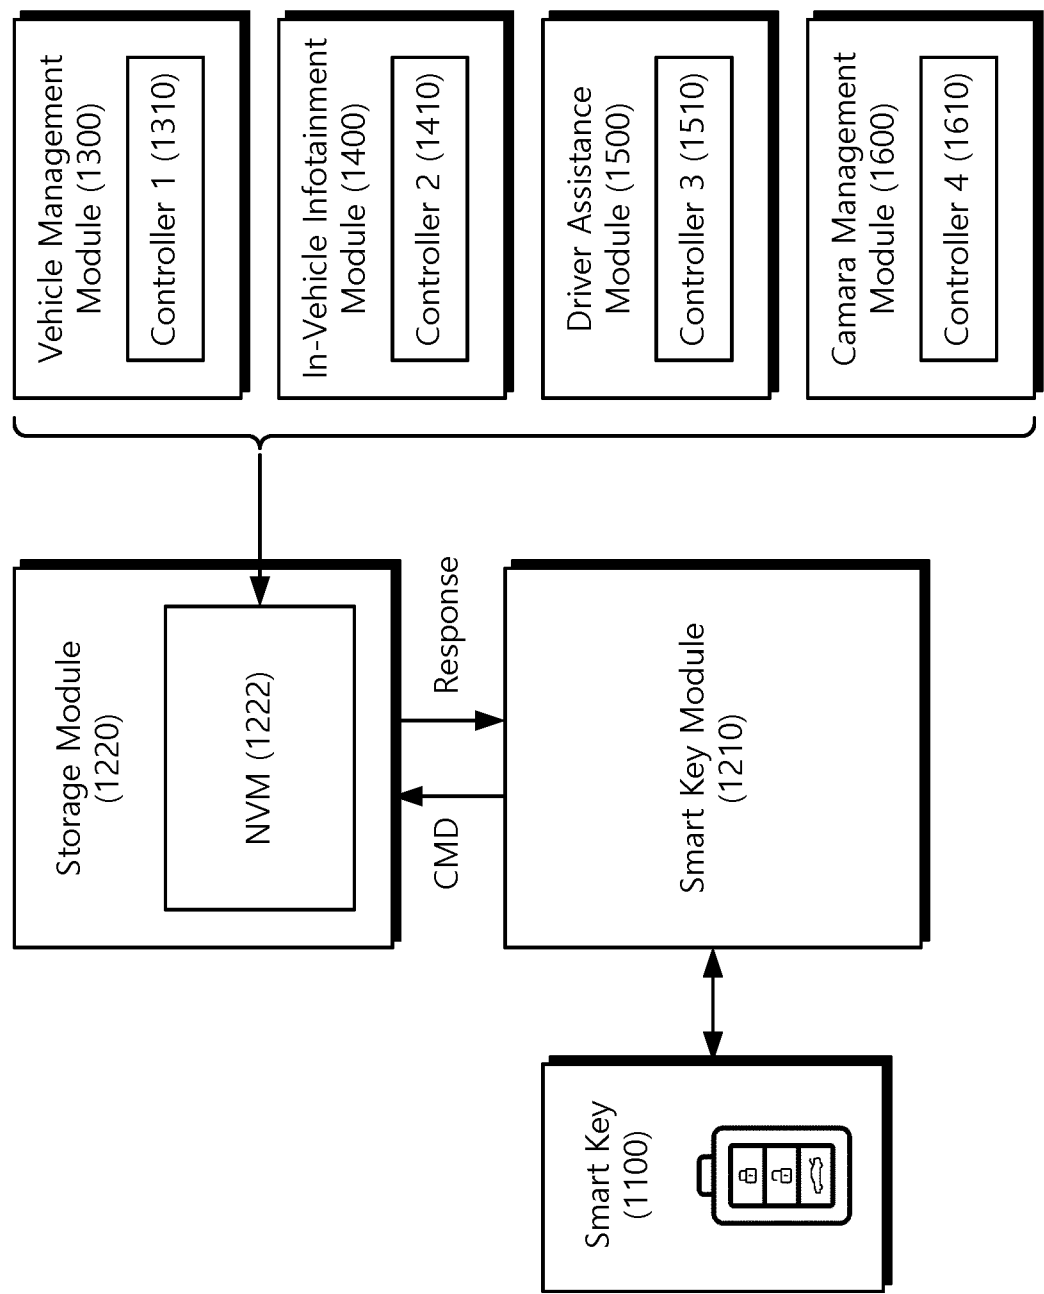 Vehicle Management
Module (1300)
Controller 1 (1310)
In-Vehicle Infotainment
Module (1400)
Controller 2 (1410)
Driver Assistance
Module (1500)
Controller 3 (1510)
Camara Management
Module (1600)
Controller 4 (1610)
Storage Module
(1220)
NVM (1222)
Response
CMD
Smart Key Module
(1210)
Smart Key
(1100)